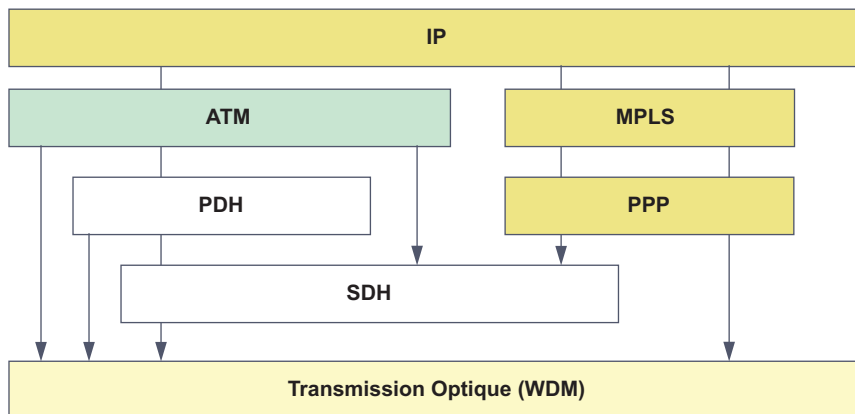 IP
ATM
MPLS
PDH
PPP
SDH
Transmission Optique (WDM)